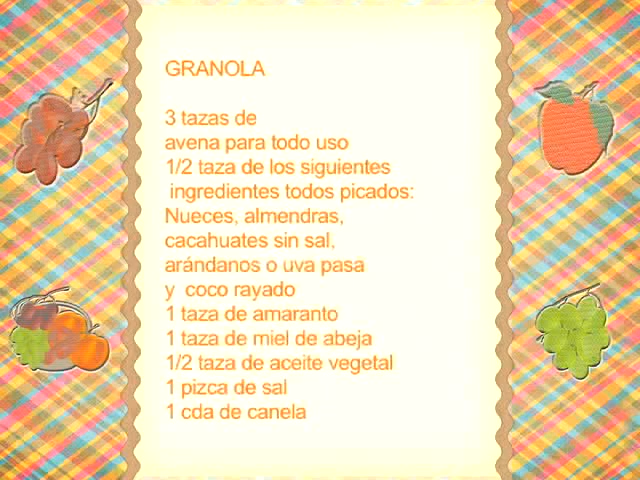 GRANOLA
3 tazas de
avena para todo uso
1/2 taza de los siguientes
ingredientes todos picados:
Nueces, almendras,
cacahuates sin sal,
arándanos o uva pasa
y coco rayado
1 taza de amaranto
1 taza de miel de abeja
1/2 taza de aceite vegetal
1 pizca de sal
1 cda de canela